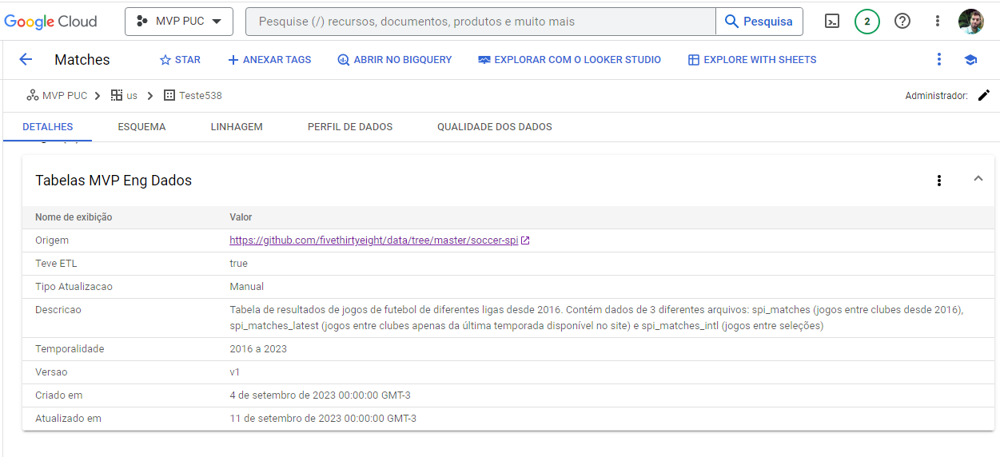 Google Cloud
MVP PUC
Pesquise (/) recursos, documentos, produtos e muito mais
Pesquisa
2
Matches
STAR
ANEXAR TAGS
ABRIR NO BIGQUERY
EXPLORAR COM O LOOKER STUDIO
EXPLORE WITH SHEETS
MVP PUC
us
Teste538
Administrador:
DETALHES
ESQUEMA
LINHAGEM
PERFIL DE DADOS
QUALIDADE DOS DADOS
Tabelas MVP Eng Dados
Nome de exibição Valor
Origem https://github.com/fivethirtyeight/data/tree/master/soccer-spi
Teve ETL true
Tipo Atualizacao Manual
Descricao Tabela de resultados de jogos de futebol de diferentes ligas desde 2016. Contém dados de 3 diferentes arquivos: spi_matches (jogos entre clubes desde 2016),
spi_matches_latest (jogos entre clubes apenas da última temporada disponível no site) e spi_matches_intl (jogos entre seleções)
Temporalidade 2016 a 2023
Versao v1
Criado em 4 de setembro de 2023 00:00:00 GMT-3
Atualizado em 11 de setembro de 2023 00:00:00 GMT-3